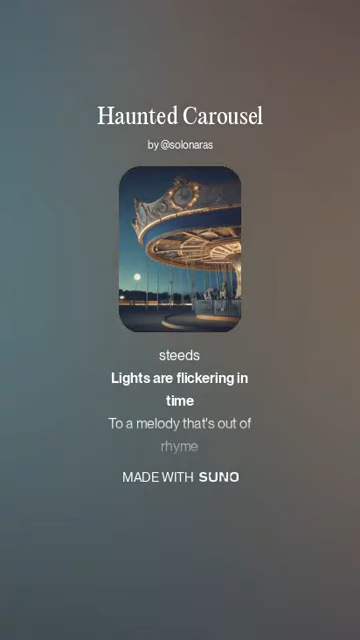 Haunted Carousel
by @solonaras
steeds
Lights are flickering in
time
To a melody that's out of
rhyme
MADE WITH SUNO